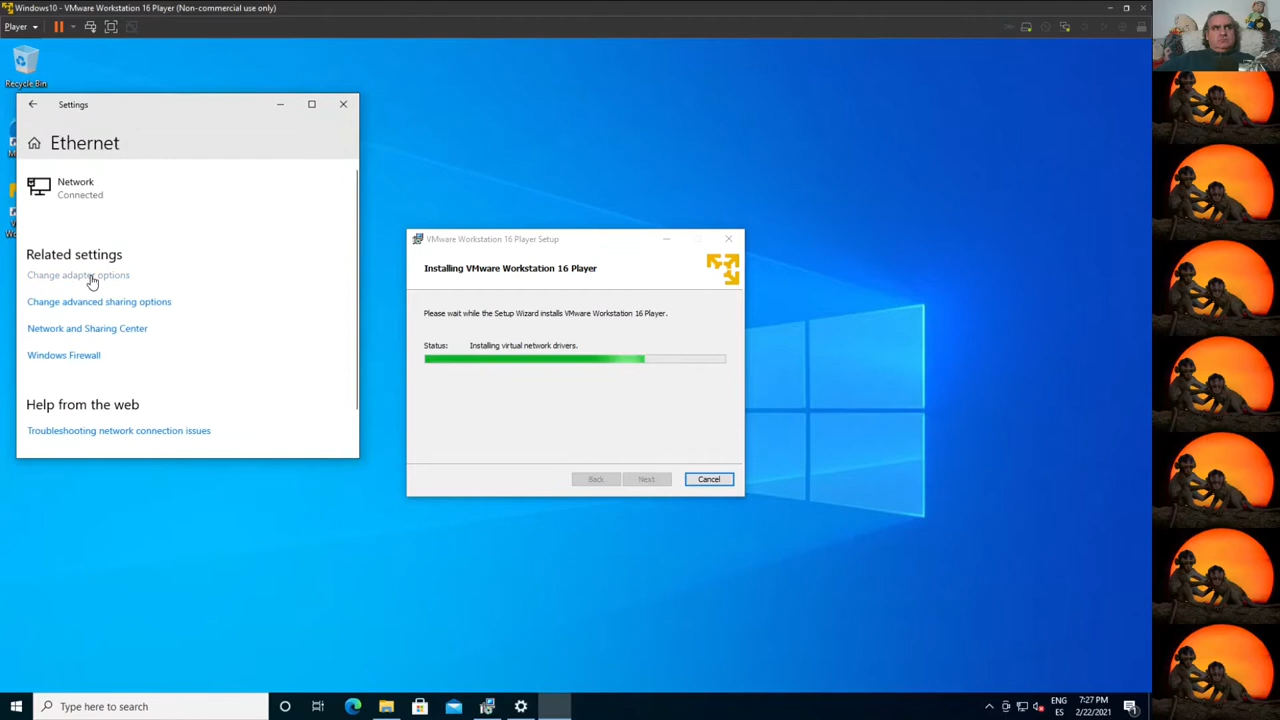 Windows10 - VMware Workstation 16 Player (Non-commercial use only)
Player
Recycle Bin
Settings
Ethernet
Network
Connected
Related settings
Change adapter options
Change advanced sharing options
Network and Sharing Center
Windows Firewall
Help from the web
Troubleshooting network connection issues
VMware Workstation 16 Player Setup
Installing VMware Workstation 16 Player
Please wait while the Setup Wizard installs VMware Workstation 16 Player.
Status: Installing virtual network drivers.
Back
Next
Cancel
Type here to search
ENG
ES
7:27 PM
2/22/2021
1